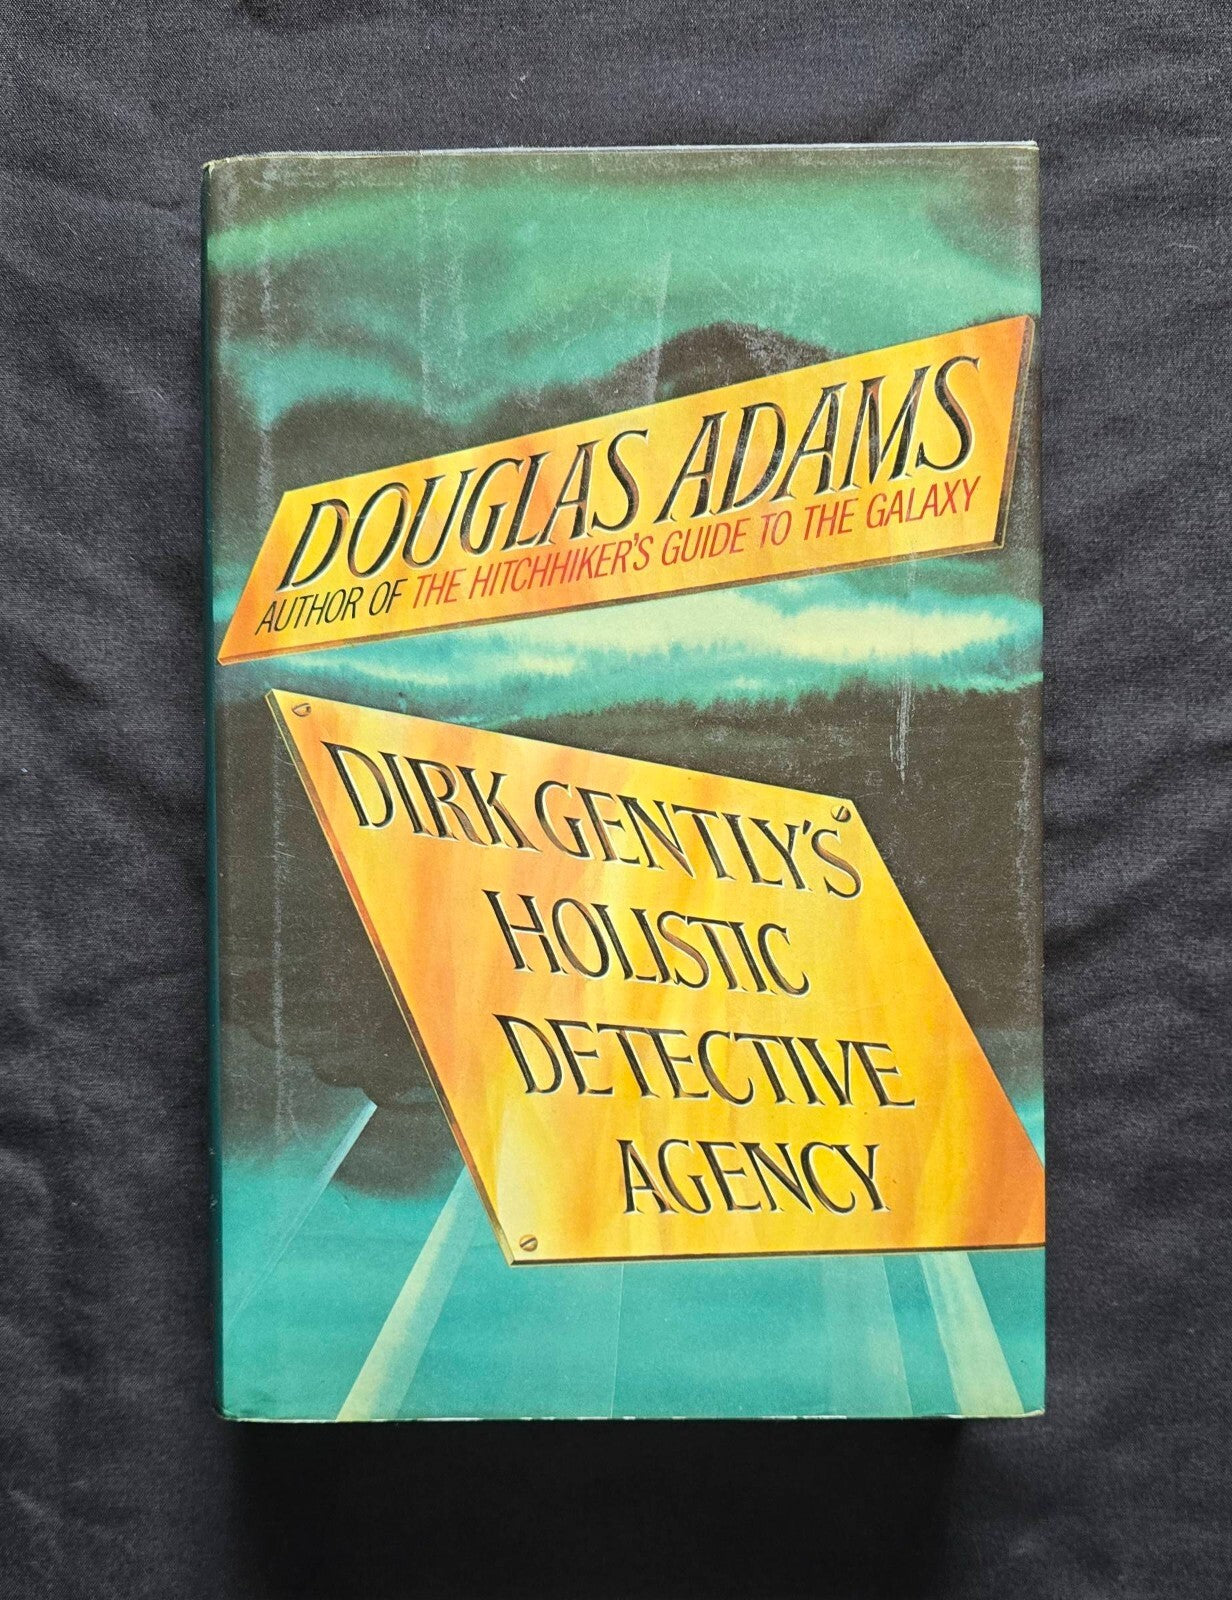 DOUGLAS ADAMS
AUTHOR OF THE HITCHHIKER'S GUIDE TO THE GALAXY
DIRK GENTLY'S
HOLISTIC
DETECTIVE
AGENCY